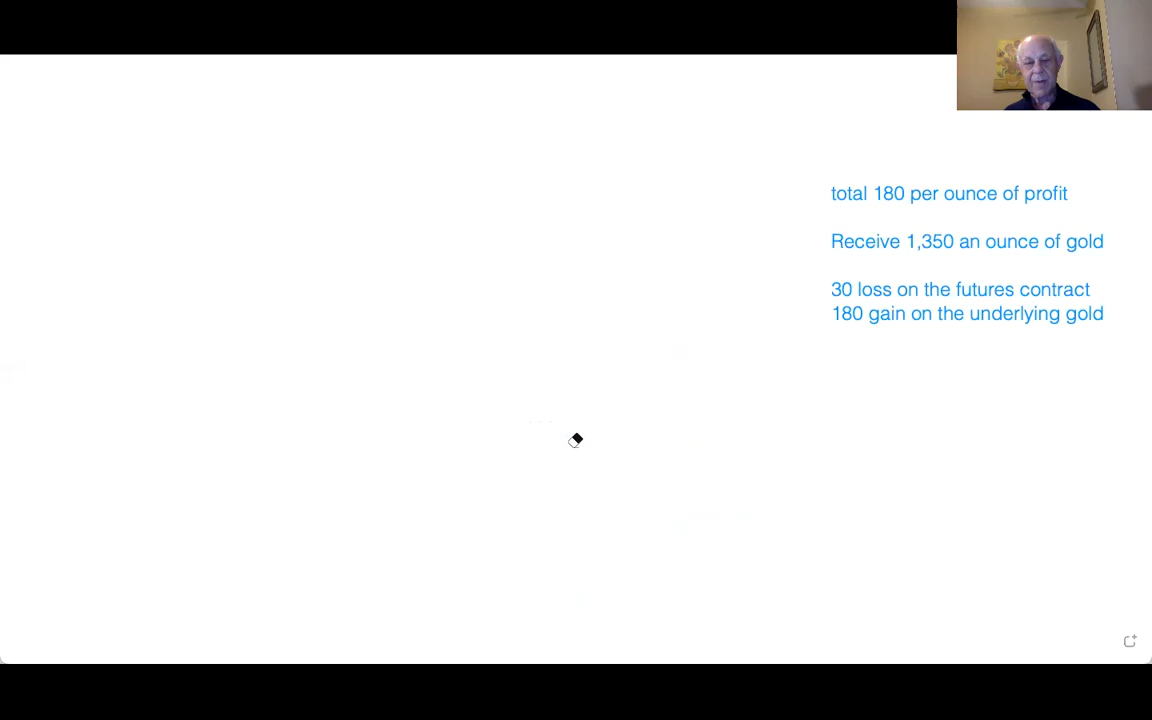 total 180 per ounce of profit
Receive 1,350 an ounce of gold
30 loss on the futures contract
180 gain on the underlying gold